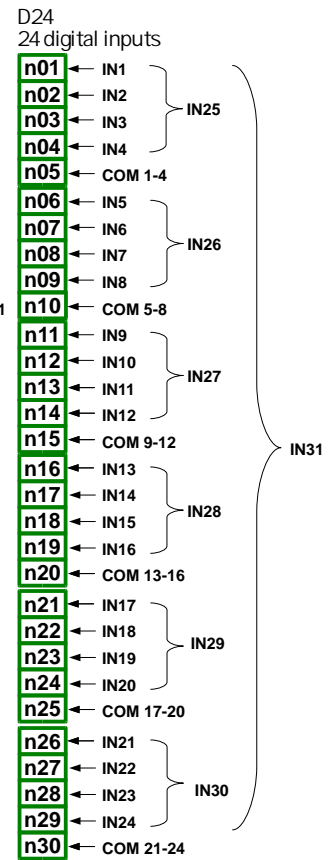 D24
24 digital inputs
n01 IN1
n02 IN2
IN25
n03 IN3
n04 IN4
n05 COM 1-4
n06 IN5
n07 IN6
IN26
n08 IN7
n09 IN8
1 n10 COM 5-8
n11 IN9
n12 IN10
IN27
n13 IN11
n14 IN12
n15 COM 9-12
IN31
n16 IN13
n17 IN14
IN28
n18 IN15
n19 IN16
n20 COM 13-16
n21 IN17
n22 IN18
IN29
n23 IN19
n24 IN20
n25 COM 17-20
n26 IN21
n27 IN22
IN30
n28 IN23
n29 IN24
n30 COM 21-24